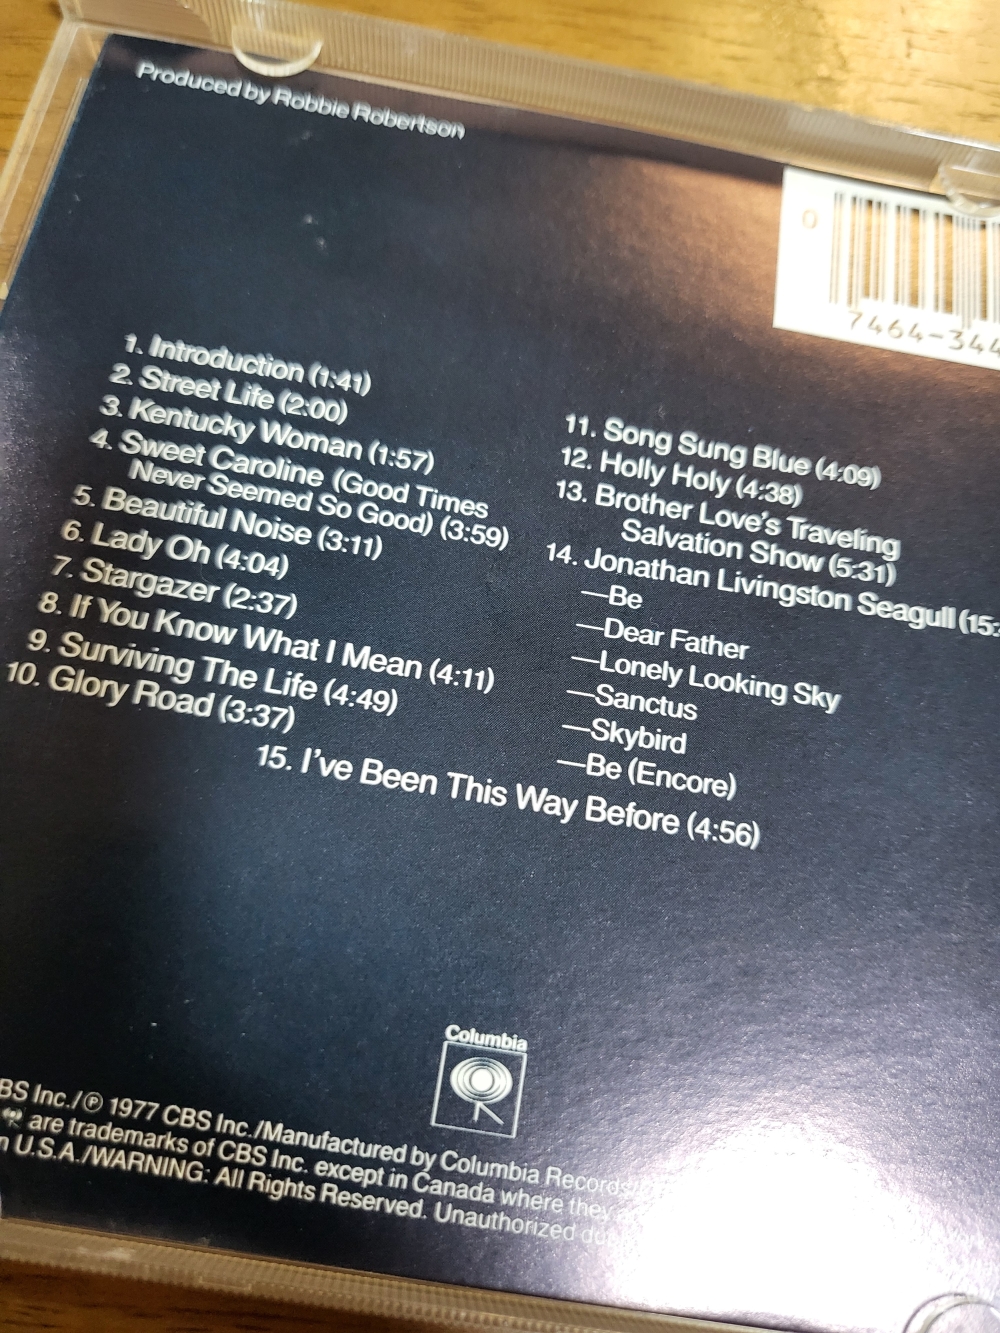 Produced by Robbie Robertson
0
7464-344
1. Introduction (1:41)
2. Street Life (2:00)
3. Kentucky Woman (1:57)
4. Sweet Caroline (Good Times
Never Seemed So Good) (3:59)
5. Beautiful Noise (3:11)
6. Lady Oh (4:04)
7. Stargazer (2:37)
8. If You Know What I Mean (4:11)
9. Surviving The Life (4:49)
10. Glory Road (3:37)
11. Song Sung Blue (4:09)
12. Holly Holy (4:38)
13. Brother Love's Traveling
Salvation Show (5:31)
14. Jonathan Livingston Seagull (15:
—Be
—Dear Father
—Lonely Looking Sky
—Sanctus
—Skybird
—Be (Encore)
15. I've Been This Way Before (4:56)
Columbia
BS Inc./℗ 1977 CBS Inc./Manufactured by Columbia Records/
are trademarks of CBS Inc. except in Canada where they
n U.S.A./WARNING: All Rights Reserved. Unauthorized